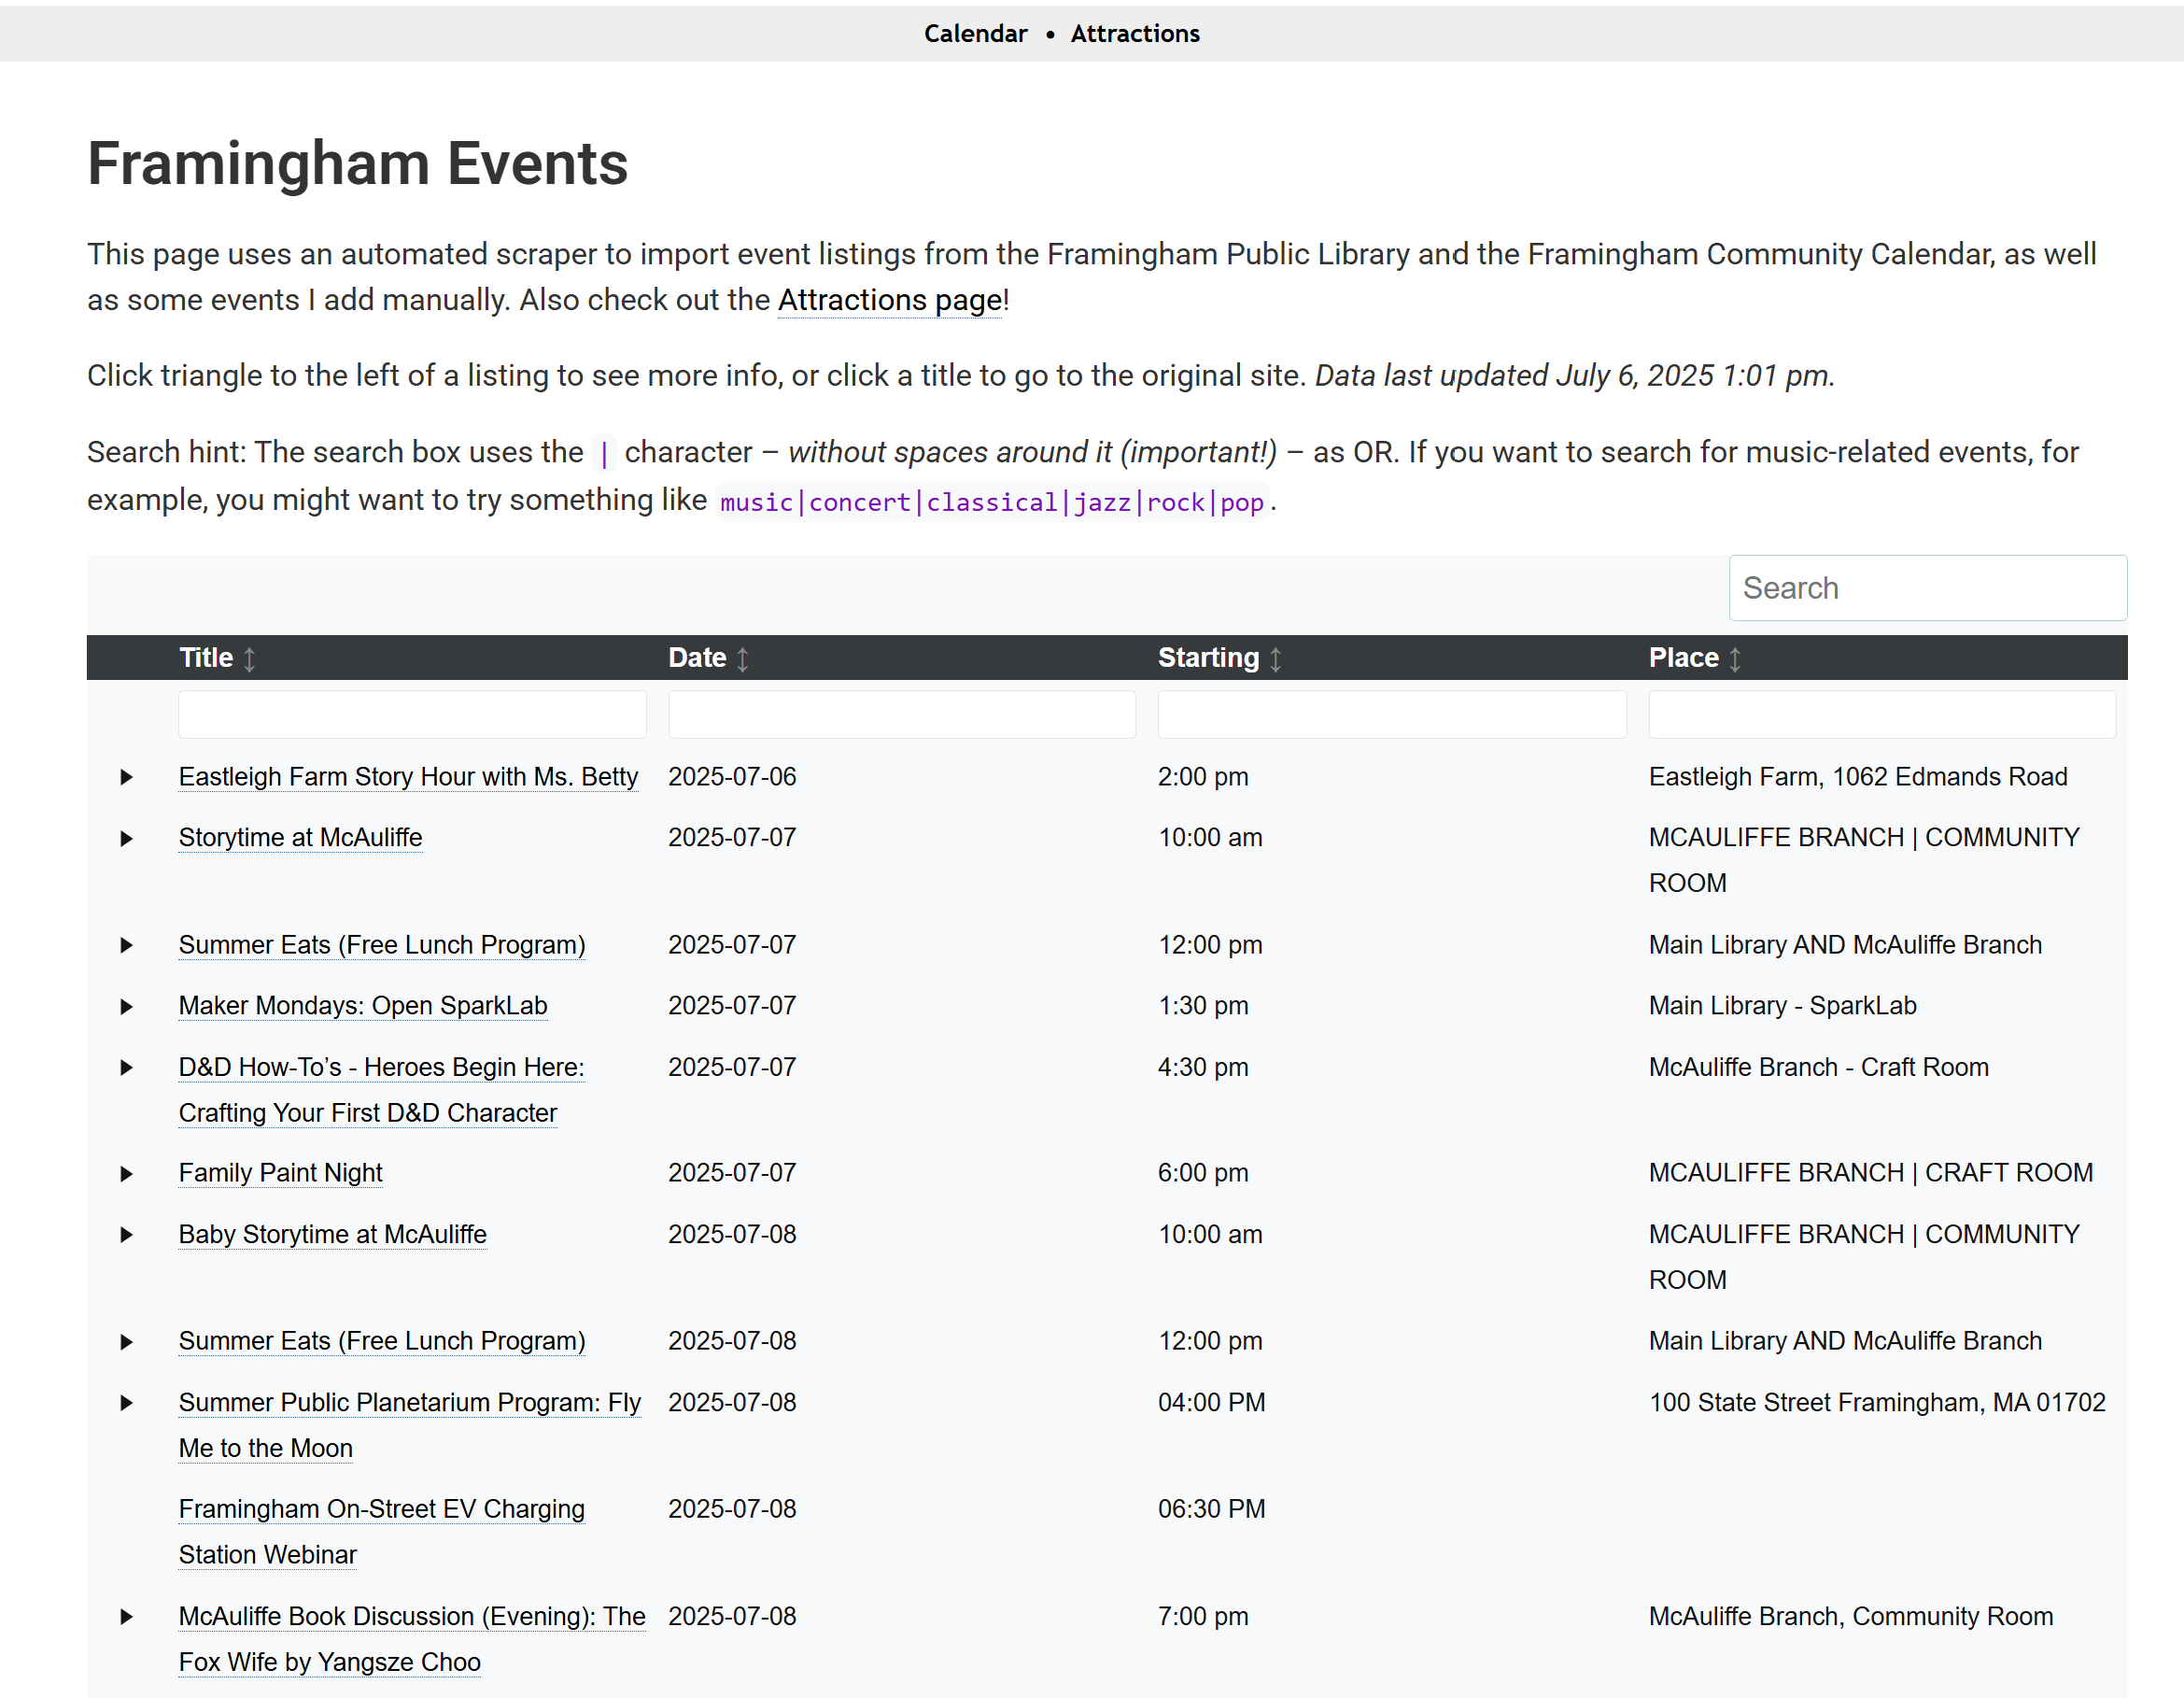 Calendar • Attractions
Framingham Events
This page uses an automated scraper to import event listings from the Framingham Public Library and the Framingham Community Calendar, as well
as some events I add manually. Also check out the Attractions page!
Click triangle to the left of a listing to see more info, or click a title to go to the original site. Data last updated July 6, 2025 1:01 pm.
Search hint: The search box uses the | character – without spaces around it (important!) – as OR. If you want to search for music-related events, for
example, you might want to try something like music|concert|classical|jazz|rock|pop.
Search
Title Date Starting Place
Eastleigh Farm Story Hour with Ms. Betty 2025-07-06 2:00 pm Eastleigh Farm, 1062 Edmands Road
Storytime at McAuliffe 2025-07-07 10:00 am MCAULIFFE BRANCH | COMMUNITY
ROOM
Summer Eats (Free Lunch Program) 2025-07-07 12:00 pm Main Library AND McAuliffe Branch
Maker Mondays: Open SparkLab 2025-07-07 1:30 pm Main Library - SparkLab
D&D How-To’s - Heroes Begin Here: 2025-07-07 4:30 pm McAuliffe Branch - Craft Room
Crafting Your First D&D Character
Family Paint Night 2025-07-07 6:00 pm MCAULIFFE BRANCH | CRAFT ROOM
Baby Storytime at McAuliffe 2025-07-08 10:00 am MCAULIFFE BRANCH | COMMUNITY
ROOM
Summer Eats (Free Lunch Program) 2025-07-08 12:00 pm Main Library AND McAuliffe Branch
Summer Public Planetarium Program: Fly 2025-07-08 04:00 PM 100 State Street Framingham, MA 01702
Me to the Moon
Framingham On-Street EV Charging 2025-07-08 06:30 PM
Station Webinar
McAuliffe Book Discussion (Evening): The 2025-07-08 7:00 pm McAuliffe Branch, Community Room
Fox Wife by Yangsze Choo